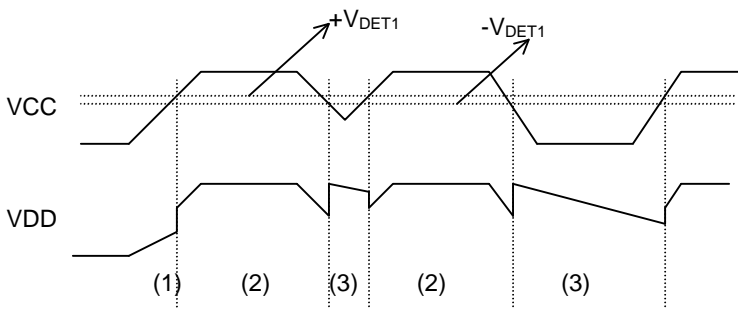 +VDET1
-VDET1
VCC
VDD
(1) (2) (3) (2) (3)